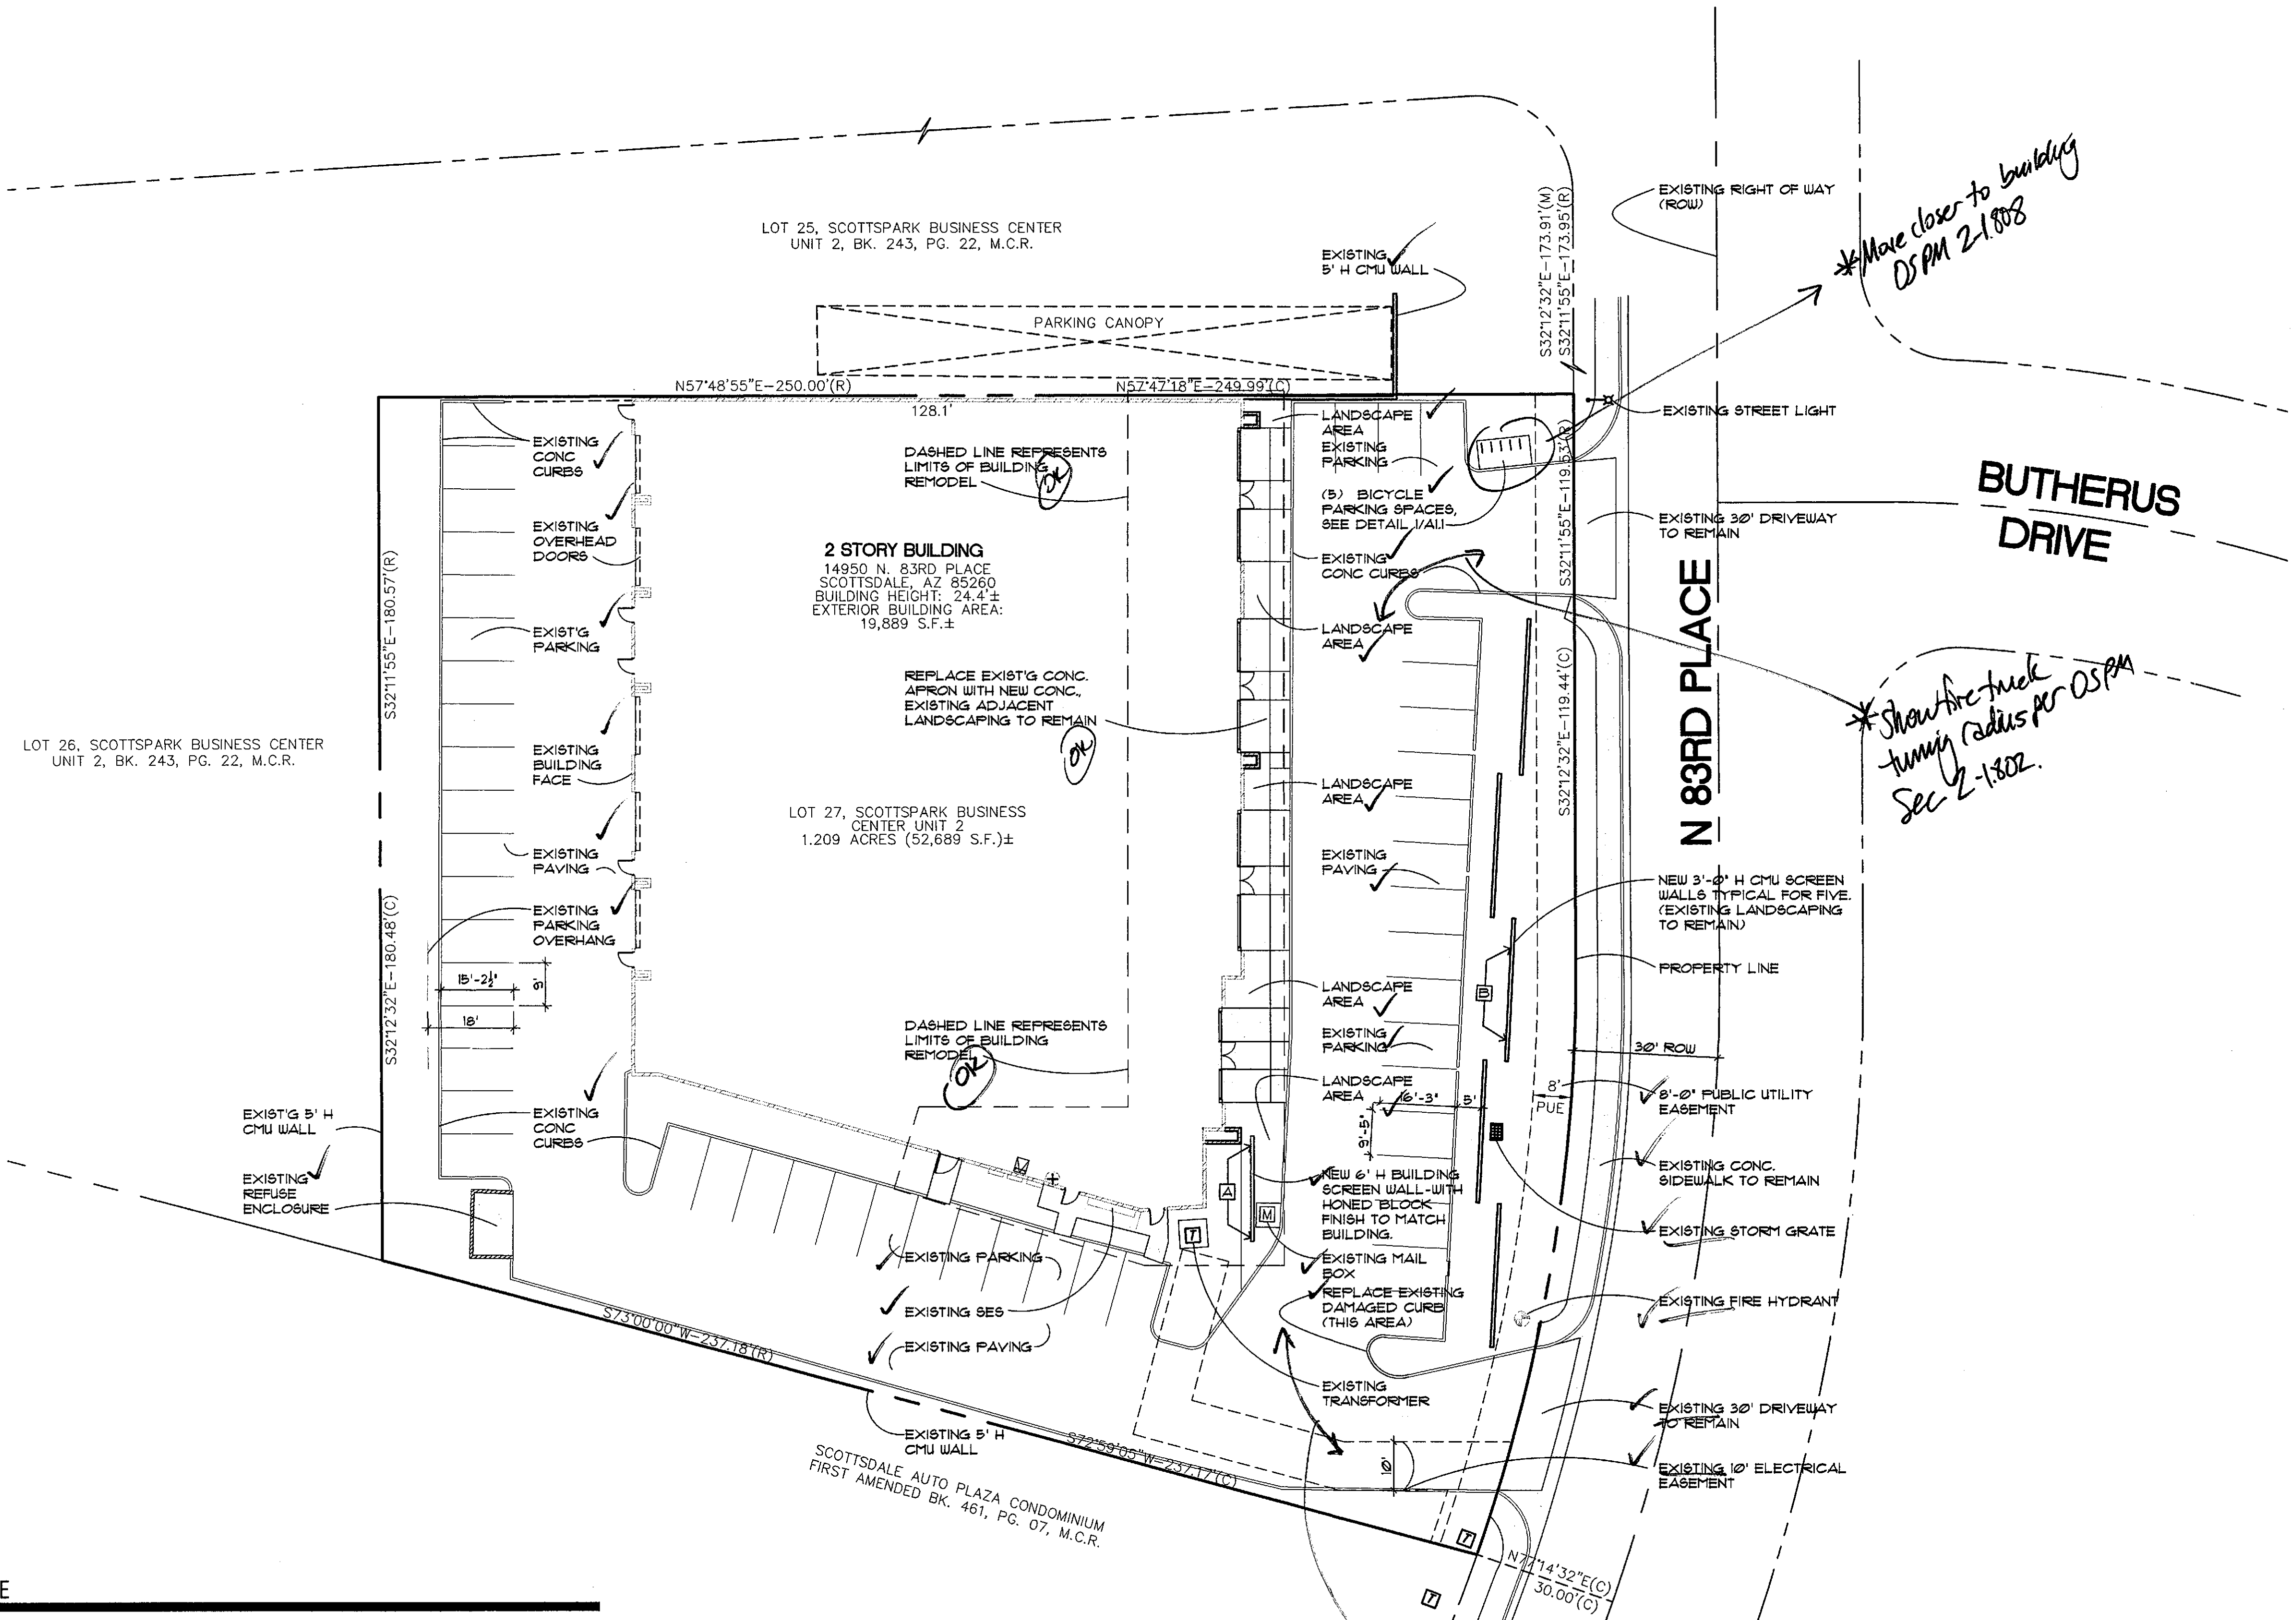 LOT 25, SCOTTSPARK BUSINESS CENTER
UNIT 2, BK. 243, PG. 22, M.C.R.
EXISTING
5' H CMU WALL
PARKING CANOPY
S32°12'32"E-173.91'(M)
S32°11'55"E-173.95'(R)
EXISTING RIGHT OF WAY
(ROW)
* Move closer to building
DSPM 2-1.808
N57°48'55"E-250.00'(R)
N57°47'18"E-249.99'(C)
128.1'
EXISTING STREET LIGHT
BUTHERUS
DRIVE
EXISTING 30' DRIVEWAY
TO REMAIN
N 83RD PLACE
* Show fire truck
turning radius per DSPM
Sec 2-1.802.
EXISTING
CONC
CURBS
EXISTING
OVERHEAD
DOORS
EXIST'G
PARKING
EXISTING
BUILDING
FACE
EXISTING
PAVING
EXISTING
PARKING
OVERHANG
15'-2½"
9'
18'
EXISTING
CONC
CURBS
S32°11'55"E-180.57'(R)
S32°12'32"E-180.48'(C)
LOT 26, SCOTTSPARK BUSINESS CENTER
UNIT 2, BK. 243, PG. 22, M.C.R.
EXIST'G 5' H
CMU WALL
EXISTING
REFUSE
ENCLOSURE
DASHED LINE REPRESENTS
LIMITS OF BUILDING
REMODEL
OK
2 STORY BUILDING
14950 N. 83RD PLACE
SCOTTSDALE, AZ 85260
BUILDING HEIGHT: 24.4'±
EXTERIOR BUILDING AREA:
19,889 S.F.±
REPLACE EXIST'G CONC.
APRON WITH NEW CONC.,
EXISTING ADJACENT
LANDSCAPING TO REMAIN
OK
LOT 27, SCOTTSPARK BUSINESS
CENTER UNIT 2
1.209 ACRES (52,689 S.F.)±
DASHED LINE REPRESENTS
LIMITS OF BUILDING
REMODEL
OK
LANDSCAPE
AREA
EXISTING
PARKING
(5) BICYCLE
PARKING SPACES,
SEE DETAIL 1/A1.1
EXISTING
CONC CURBS
LANDSCAPE
AREA
LANDSCAPE
AREA
EXISTING
PAVING
LANDSCAPE
AREA
EXISTING
PARKING
LANDSCAPE
AREA
16'-3"
5'
9'-5"
NEW 6' H BUILDING
SCREEN WALL-WITH
HONED BLOCK
FINISH TO MATCH
BUILDING.
EXISTING MAIL
BOX
REPLACE EXISTING
DAMAGED CURB
(THIS AREA)
EXISTING
TRANSFORMER
A
M
T
B
S32°11'55"E-119.53'(R)
S32°12'32"E-119.44'(C)
NEW 3'-0" H CMU SCREEN
WALLS TYPICAL FOR FIVE.
(EXISTING LANDSCAPING
TO REMAIN)
PROPERTY LINE
30' ROW
8'
PUE
8'-0" PUBLIC UTILITY
EASEMENT
EXISTING CONC.
SIDEWALK TO REMAIN
EXISTING STORM GRATE
EXISTING FIRE HYDRANT
EXISTING 30' DRIVEWAY
TO REMAIN
EXISTING 10' ELECTRICAL
EASEMENT
10'
EXISTING PARKING
EXISTING SES
EXISTING PAVING
EXISTING 5' H
CMU WALL
S73°00'00"W-237.18'(R)
S72°59'05"W-237.17'(C)
SCOTTSDALE AUTO PLAZA CONDOMINIUM
FIRST AMENDED BK. 461, PG. 07, M.C.R.
T
T
N77°14'32"E(C)
30.00'(C)
E